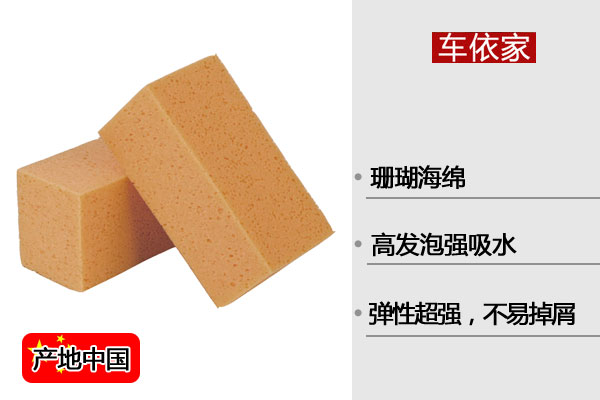 车依家
珊瑚海绵
高发泡强吸水
弹性超强，不易掉屑
产地中国